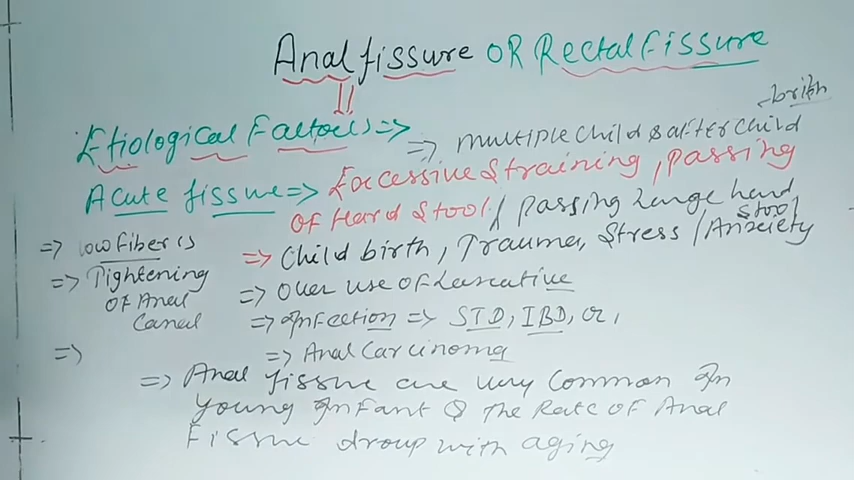 Anal fissure OR Rectal Fissure
Etiological Factors =>
=> Multiple Child & after Child
birth
Acute fissure => Excessive Straining, passing
of Hard Stool / passing Large hard
stool
=> Low Fiber
=> Child birth, Trauma, Stress / Anxiety
=> Tightening
of Anal
Canal
=> Over use of Laxative
=> Infection => STD, IBD,
=> Anal Carcinoma
=>
=> Anal fissure are very Common In
young Infant & the Rate of Anal
Fissure droup with aging